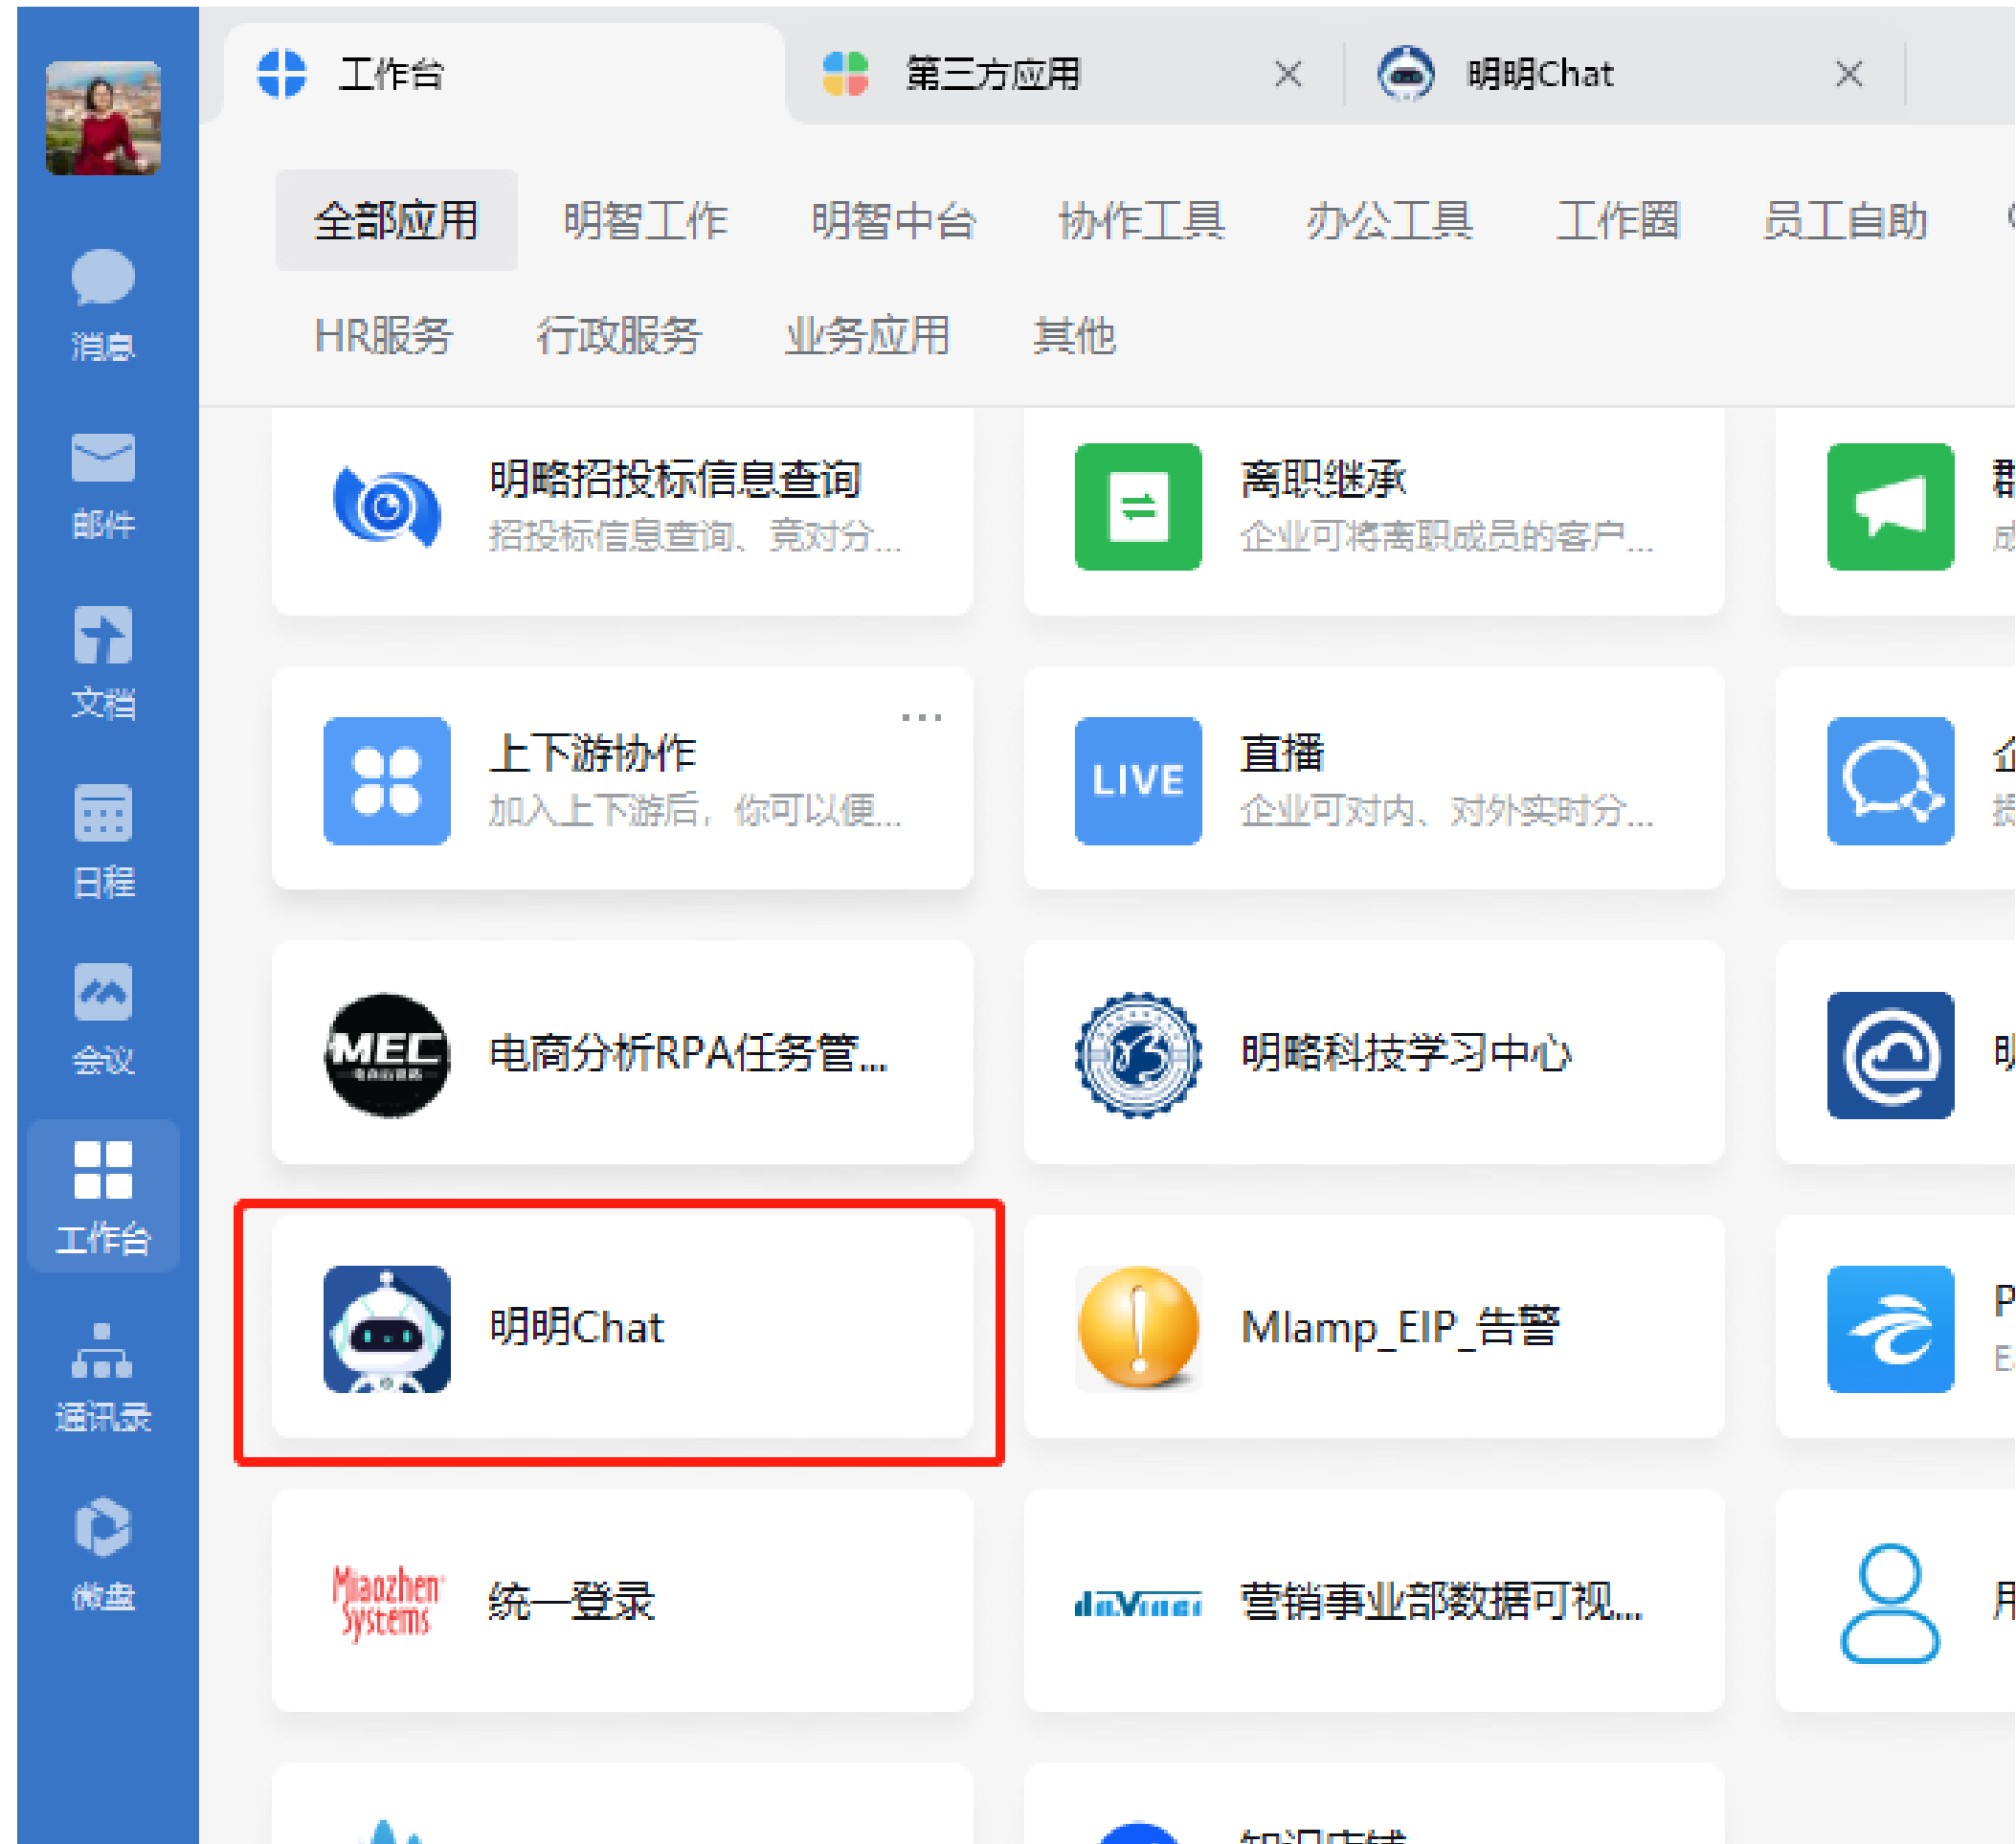 工作台
第三方应用
明明Chat
全部应用 明智工作 明智中台 协作工具 办公工具 工作圈 员工自助
HR服务 行政服务 业务应用 其他
消息
邮件
文档
日程
会议
工作台
通讯录
微盘
明略招投标信息查询
招投标信息查询、竞对分...
离职继承
企业可将离职成员的客户...
上下游协作
加入上下游后，你可以便...
LIVE
直播
企业可对内、对外实时分...
MEC
电商分析RPA任务管...
明略科技学习中心
明明Chat
Mlamp_EIP_告警
Miaozhen
Systems
统一登录
daVinci
营销事业部数据可视...
知识店铺